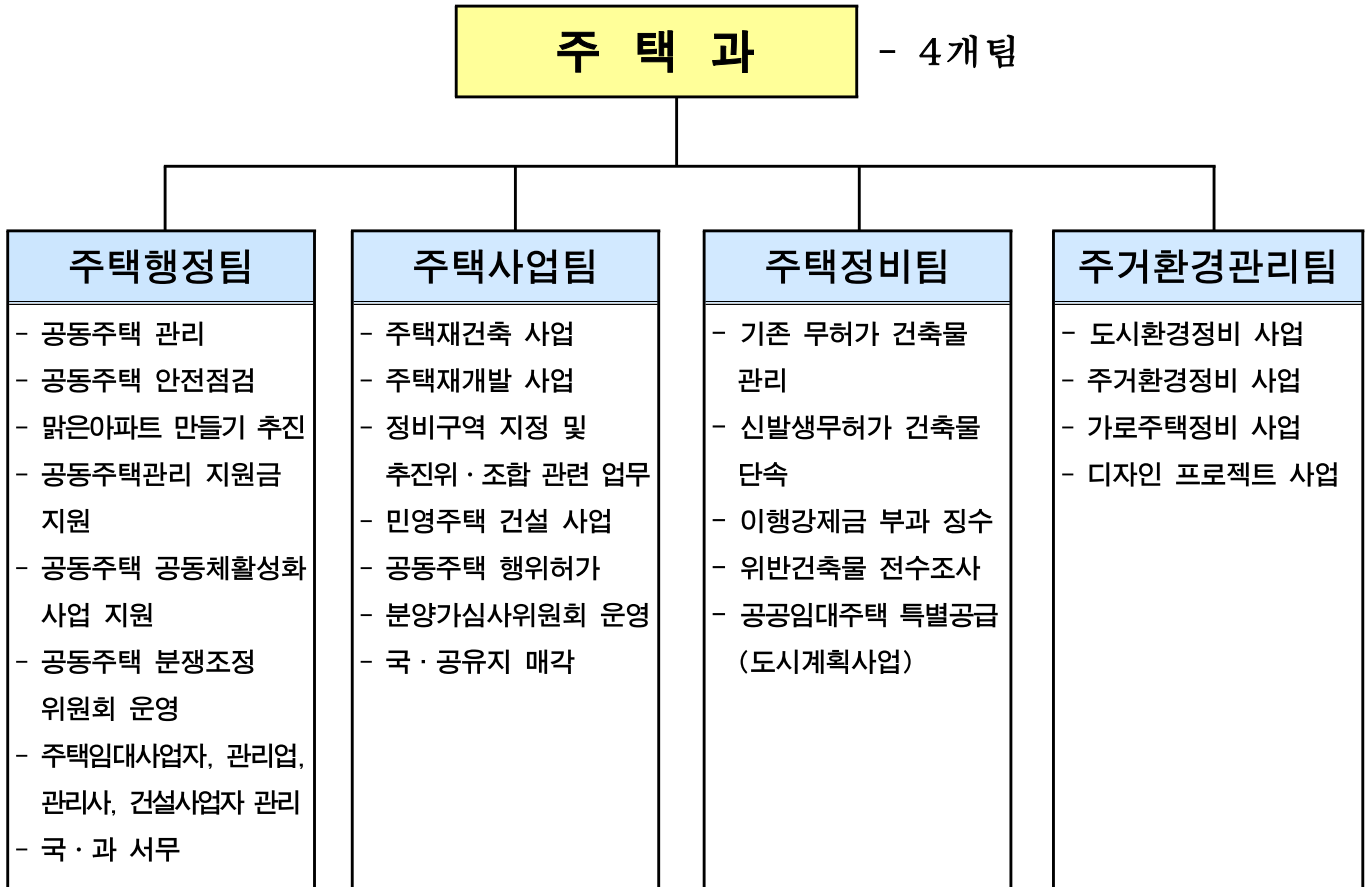 주 택 과
- 4개팀
주택행정팀
- 공동주택 관리
- 공동주택 안전점검
- 맑은아파트 만들기 추진
- 공동주택관리 지원금
지원
- 공동주택 공동체활성화
사업 지원
- 공동주택 분쟁조정
위원회 운영
- 주택임대사업자, 관리업,
관리사, 건설사업자 관리
- 국·과 서무
주택사업팀
- 주택재건축 사업
- 주택재개발 사업
- 정비구역 지정 및
추진위·조합 관련 업무
- 민영주택 건설 사업
- 공동주택 행위허가
- 분양가심사위원회 운영
- 국·공유지 매각
주택정비팀
- 기존 무허가 건축물
관리
- 신발생무허가 건축물
단속
- 이행강제금 부과 징수
- 위반건축물 전수조사
- 공공임대주택 특별공급
(도시계획사업)
주거환경관리팀
- 도시환경정비 사업
- 주거환경정비 사업
- 가로주택정비 사업
- 디자인 프로젝트 사업